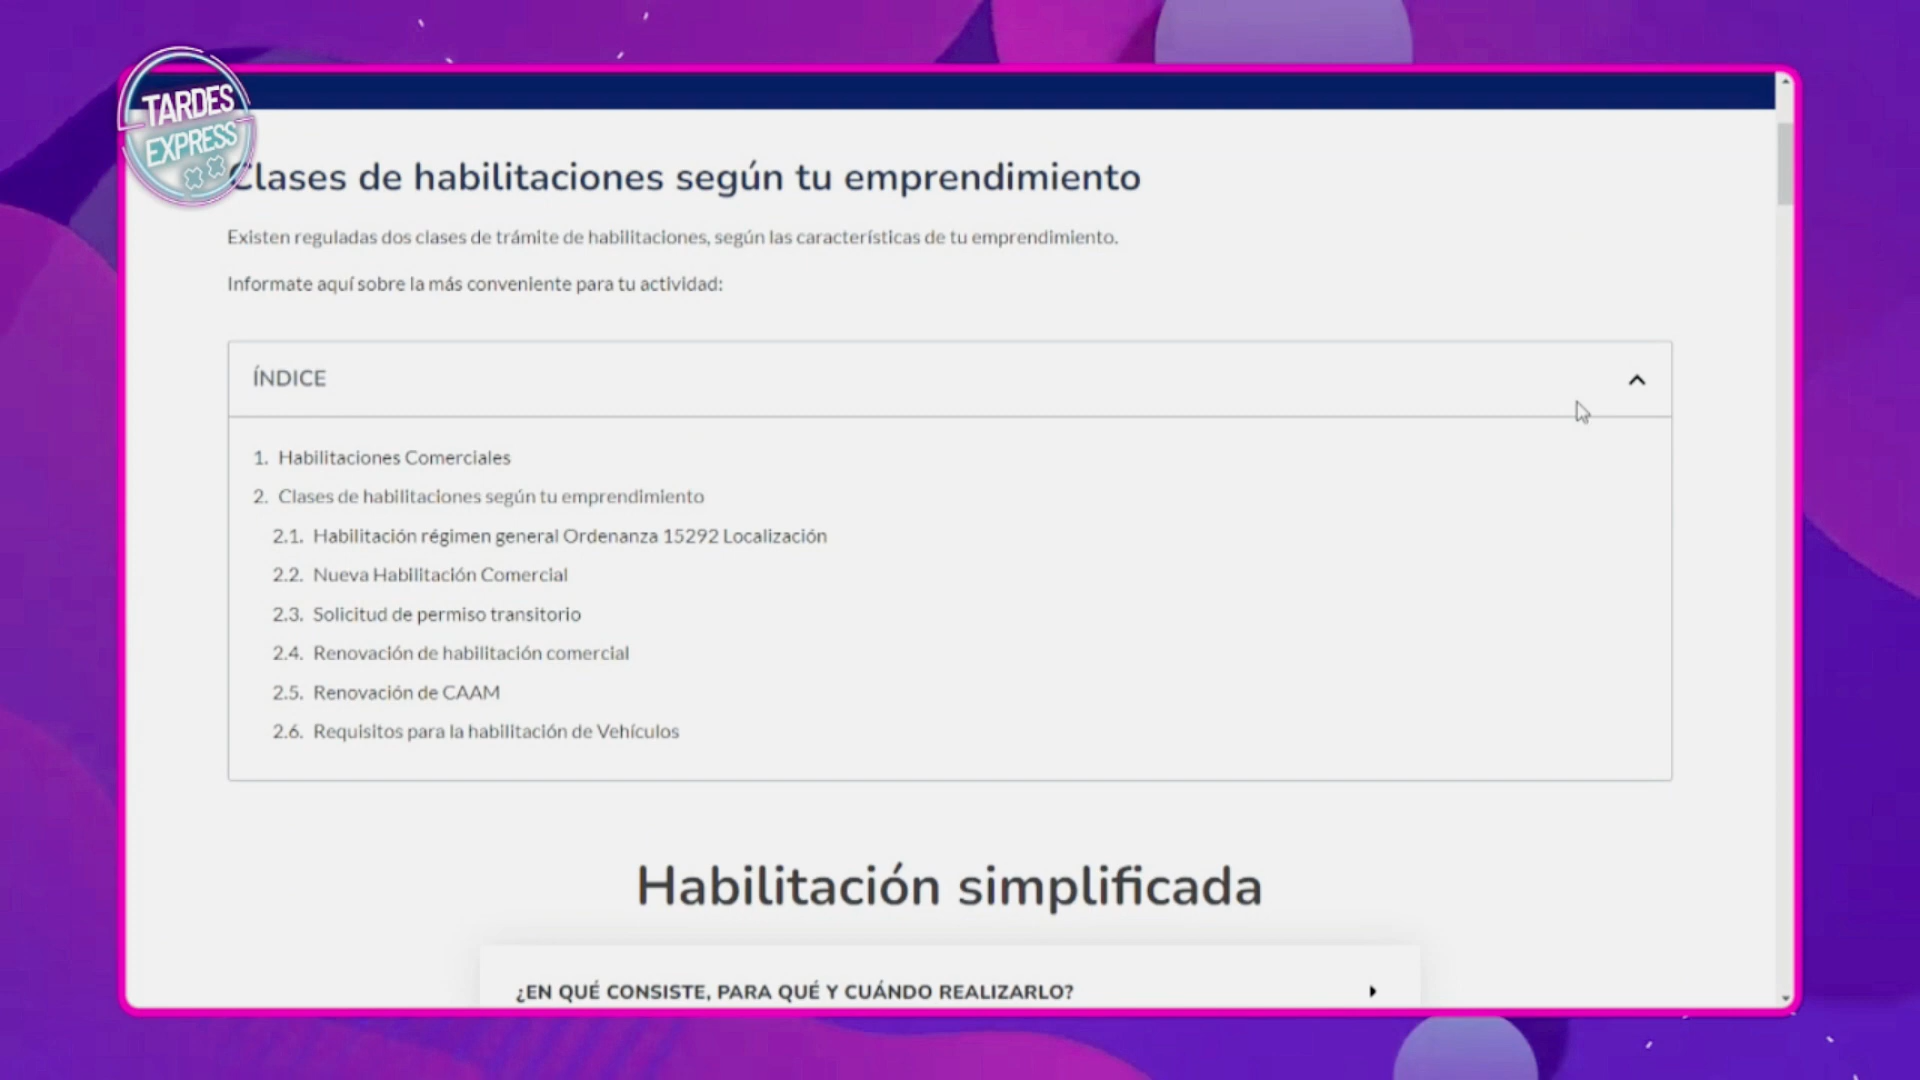 TARDES
EXPRESS
Clases de habilitaciones según tu emprendimiento
Existen reguladas dos clases de trámite de habilitaciones, según las características de tu emprendimiento.
Informate aquí sobre la más conveniente para tu actividad:
ÍNDICE
1. Habilitaciones Comerciales
2. Clases de habilitaciones según tu emprendimiento
2.1. Habilitación régimen general Ordenanza 15292 Localización
2.2. Nueva Habilitación Comercial
2.3. Solicitud de permiso transitorio
2.4. Renovación de habilitación comercial
2.5. Renovación de CAAM
2.6. Requisitos para la habilitación de Vehículos
Habilitación simplificada
¿EN QUÉ CONSISTE, PARA QUÉ Y CUÁNDO REALIZARLO?